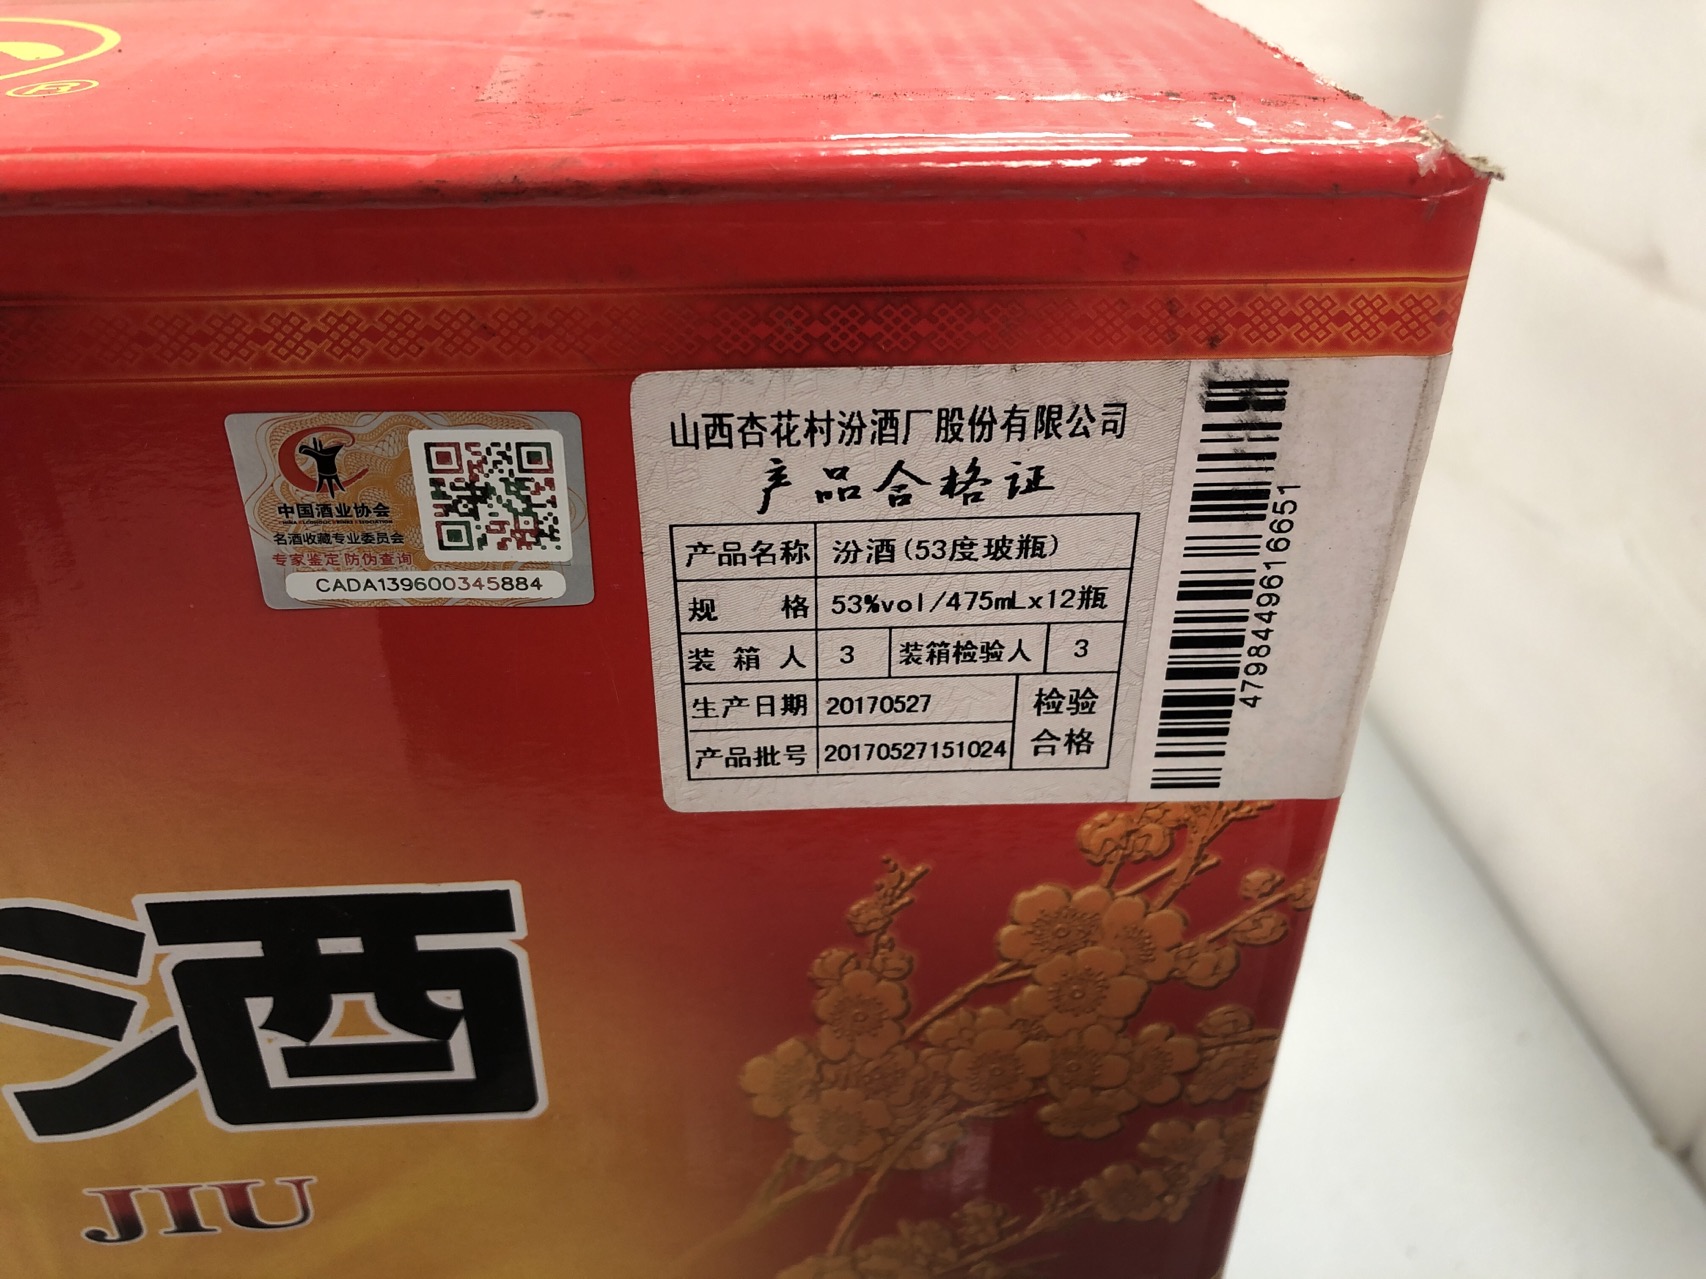 ®
中国酒业协会
CHINA ALCOHOLIC DRINKS ASSOCIATION
名酒收藏专业委员会
专家鉴定 防伪查询
CADA139600345884
山西杏花村汾酒厂股份有限公司
产品合格证
产品名称 汾酒(53度玻瓶)
规 格 53%vol/475mLx12瓶
装 箱 人 3 装箱检验人 3
生产日期 20170527 检验
产品批号 20170527151024 合格
4798449616651
酒
JIU